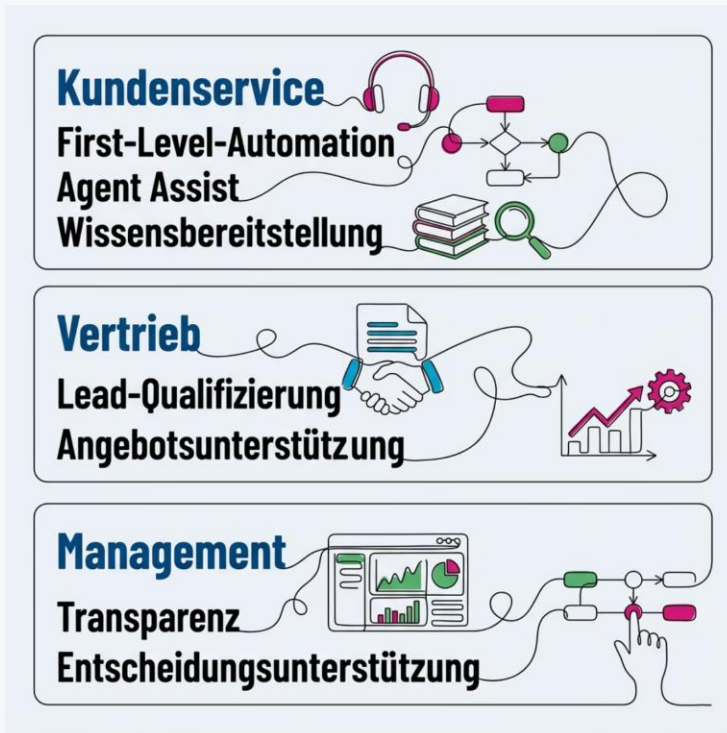 Kundenservice
First-Level-Automation
Agent Assist
Wissensbereitstellung
Vertrieb
Lead-Qualifizierung
Angebotsunterstützung
Management
Transparenz
Entscheidungsunterstützung